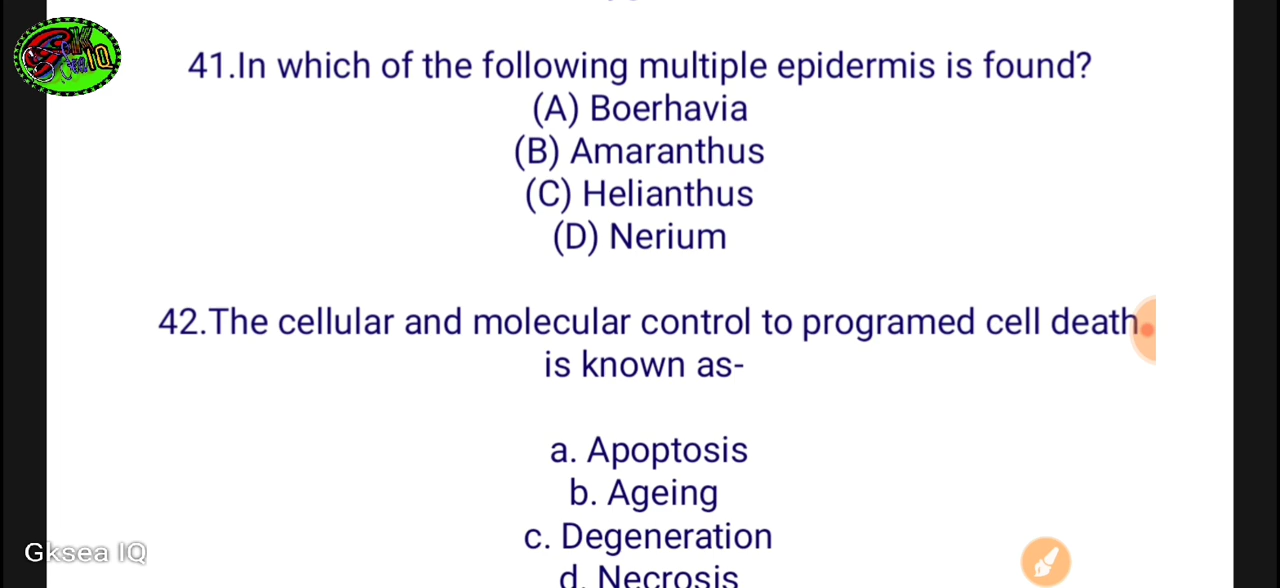 41.In which of the following multiple epidermis is found?
(A) Boerhavia
(B) Amaranthus
(C) Helianthus
(D) Nerium
42.The cellular and molecular control to programed cell death
is known as-
a. Apoptosis
b. Ageing
c. Degeneration
d. Necrosis
Gksea IQ